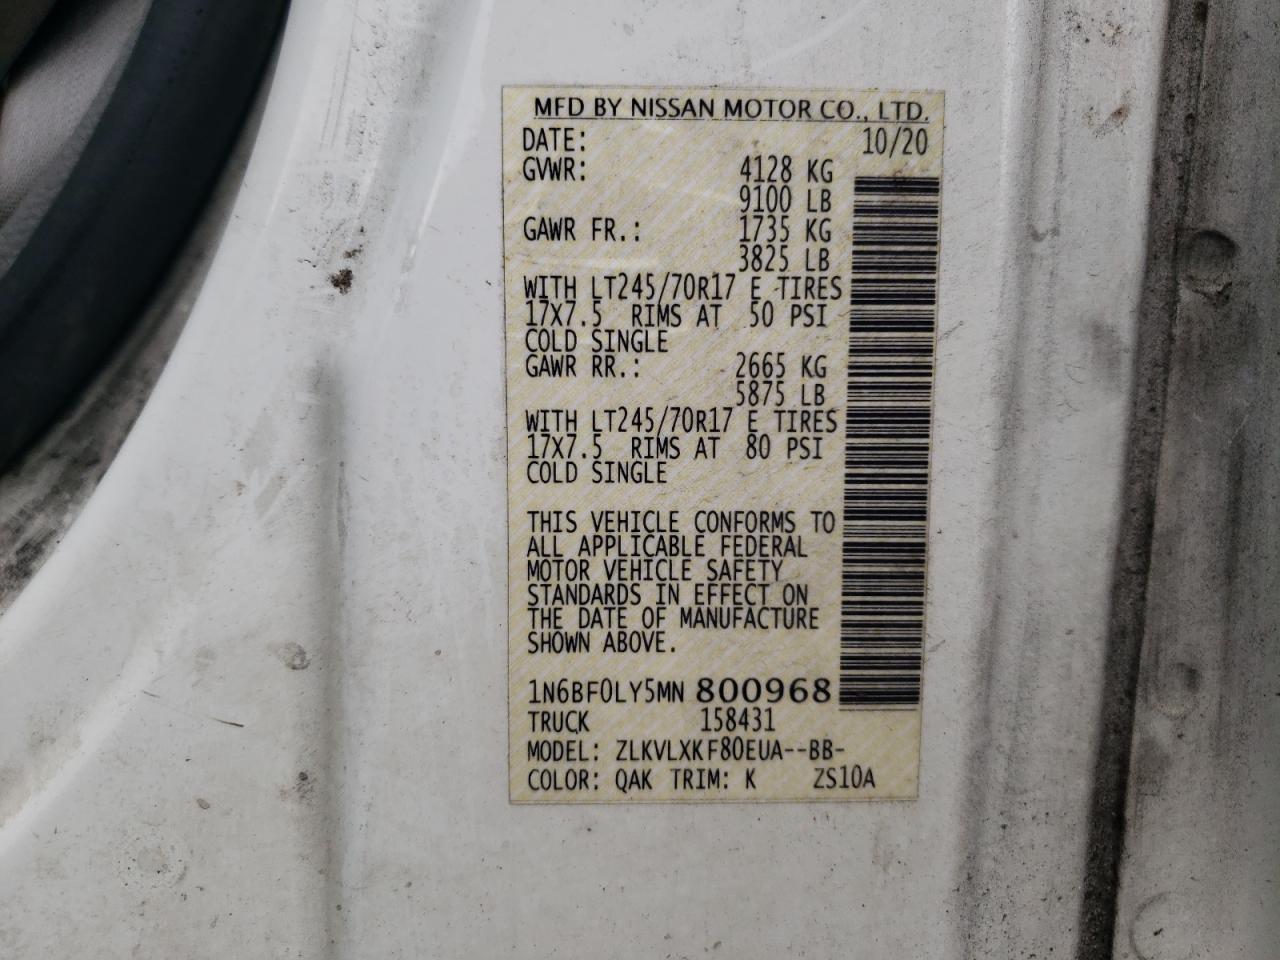 MFD BY NISSAN MOTOR CO., LTD.
DATE: 10/20
GVWR: 4128 KG
9100 LB
GAWR FR.: 1735 KG
3825 LB
WITH LT245/70R17 E TIRES
17X7.5 RIMS AT 50 PSI
COLD SINGLE
GAWR RR.: 2665 KG
5875 LB
WITH LT245/70R17 E TIRES
17X7.5 RIMS AT 80 PSI
COLD SINGLE
THIS VEHICLE CONFORMS TO
ALL APPLICABLE FEDERAL
MOTOR VEHICLE SAFETY
STANDARDS IN EFFECT ON
THE DATE OF MANUFACTURE
SHOWN ABOVE.
1N6BF0LY5MN 800968
TRUCK 158431
MODEL: ZLKVLXKF80EUA--BB-
COLOR: QAK TRIM: K ZS10A